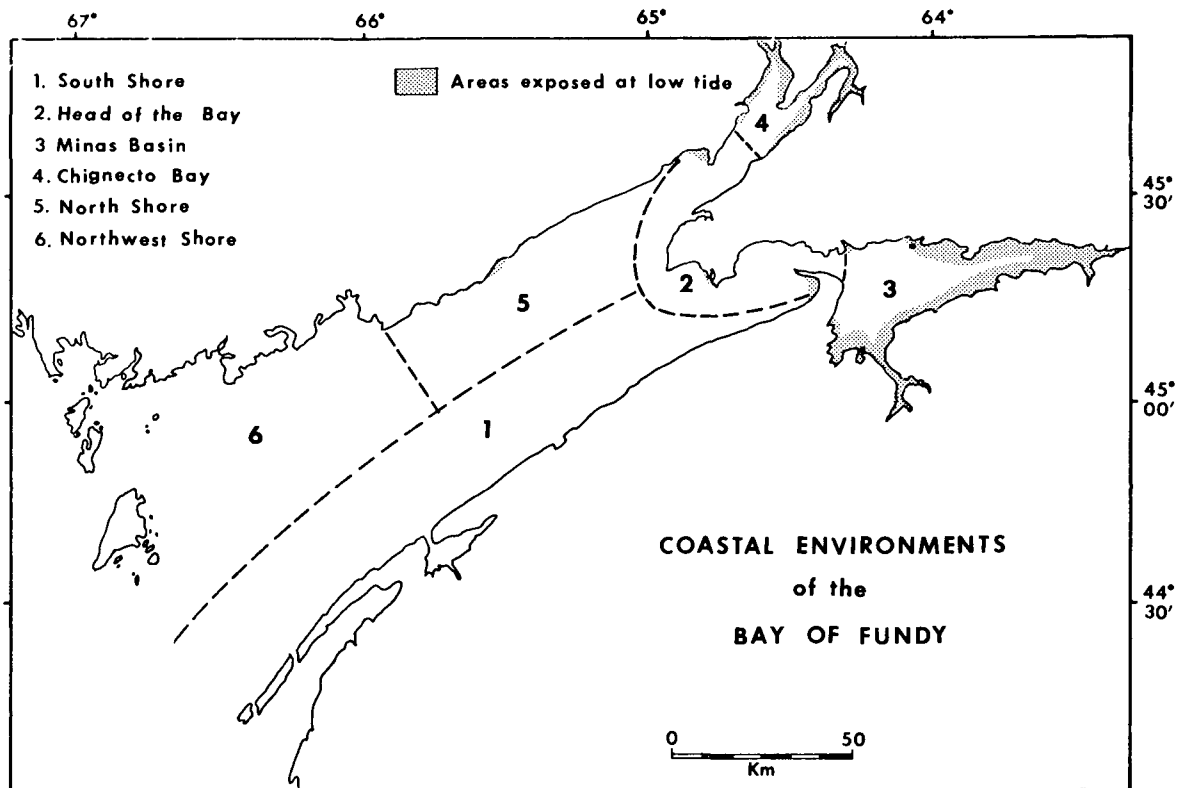 67° 66° 65° 64°
1. South Shore
2. Head of the Bay
3 Minas Basin
4. Chignecto Bay
5. North Shore
6. Northwest Shore
Areas exposed at low tide
4
45°
30'
5
2
3
6
1
45°
00'
COASTAL ENVIRONMENTS
of the
BAY OF FUNDY
44°
30'
0 50
Km